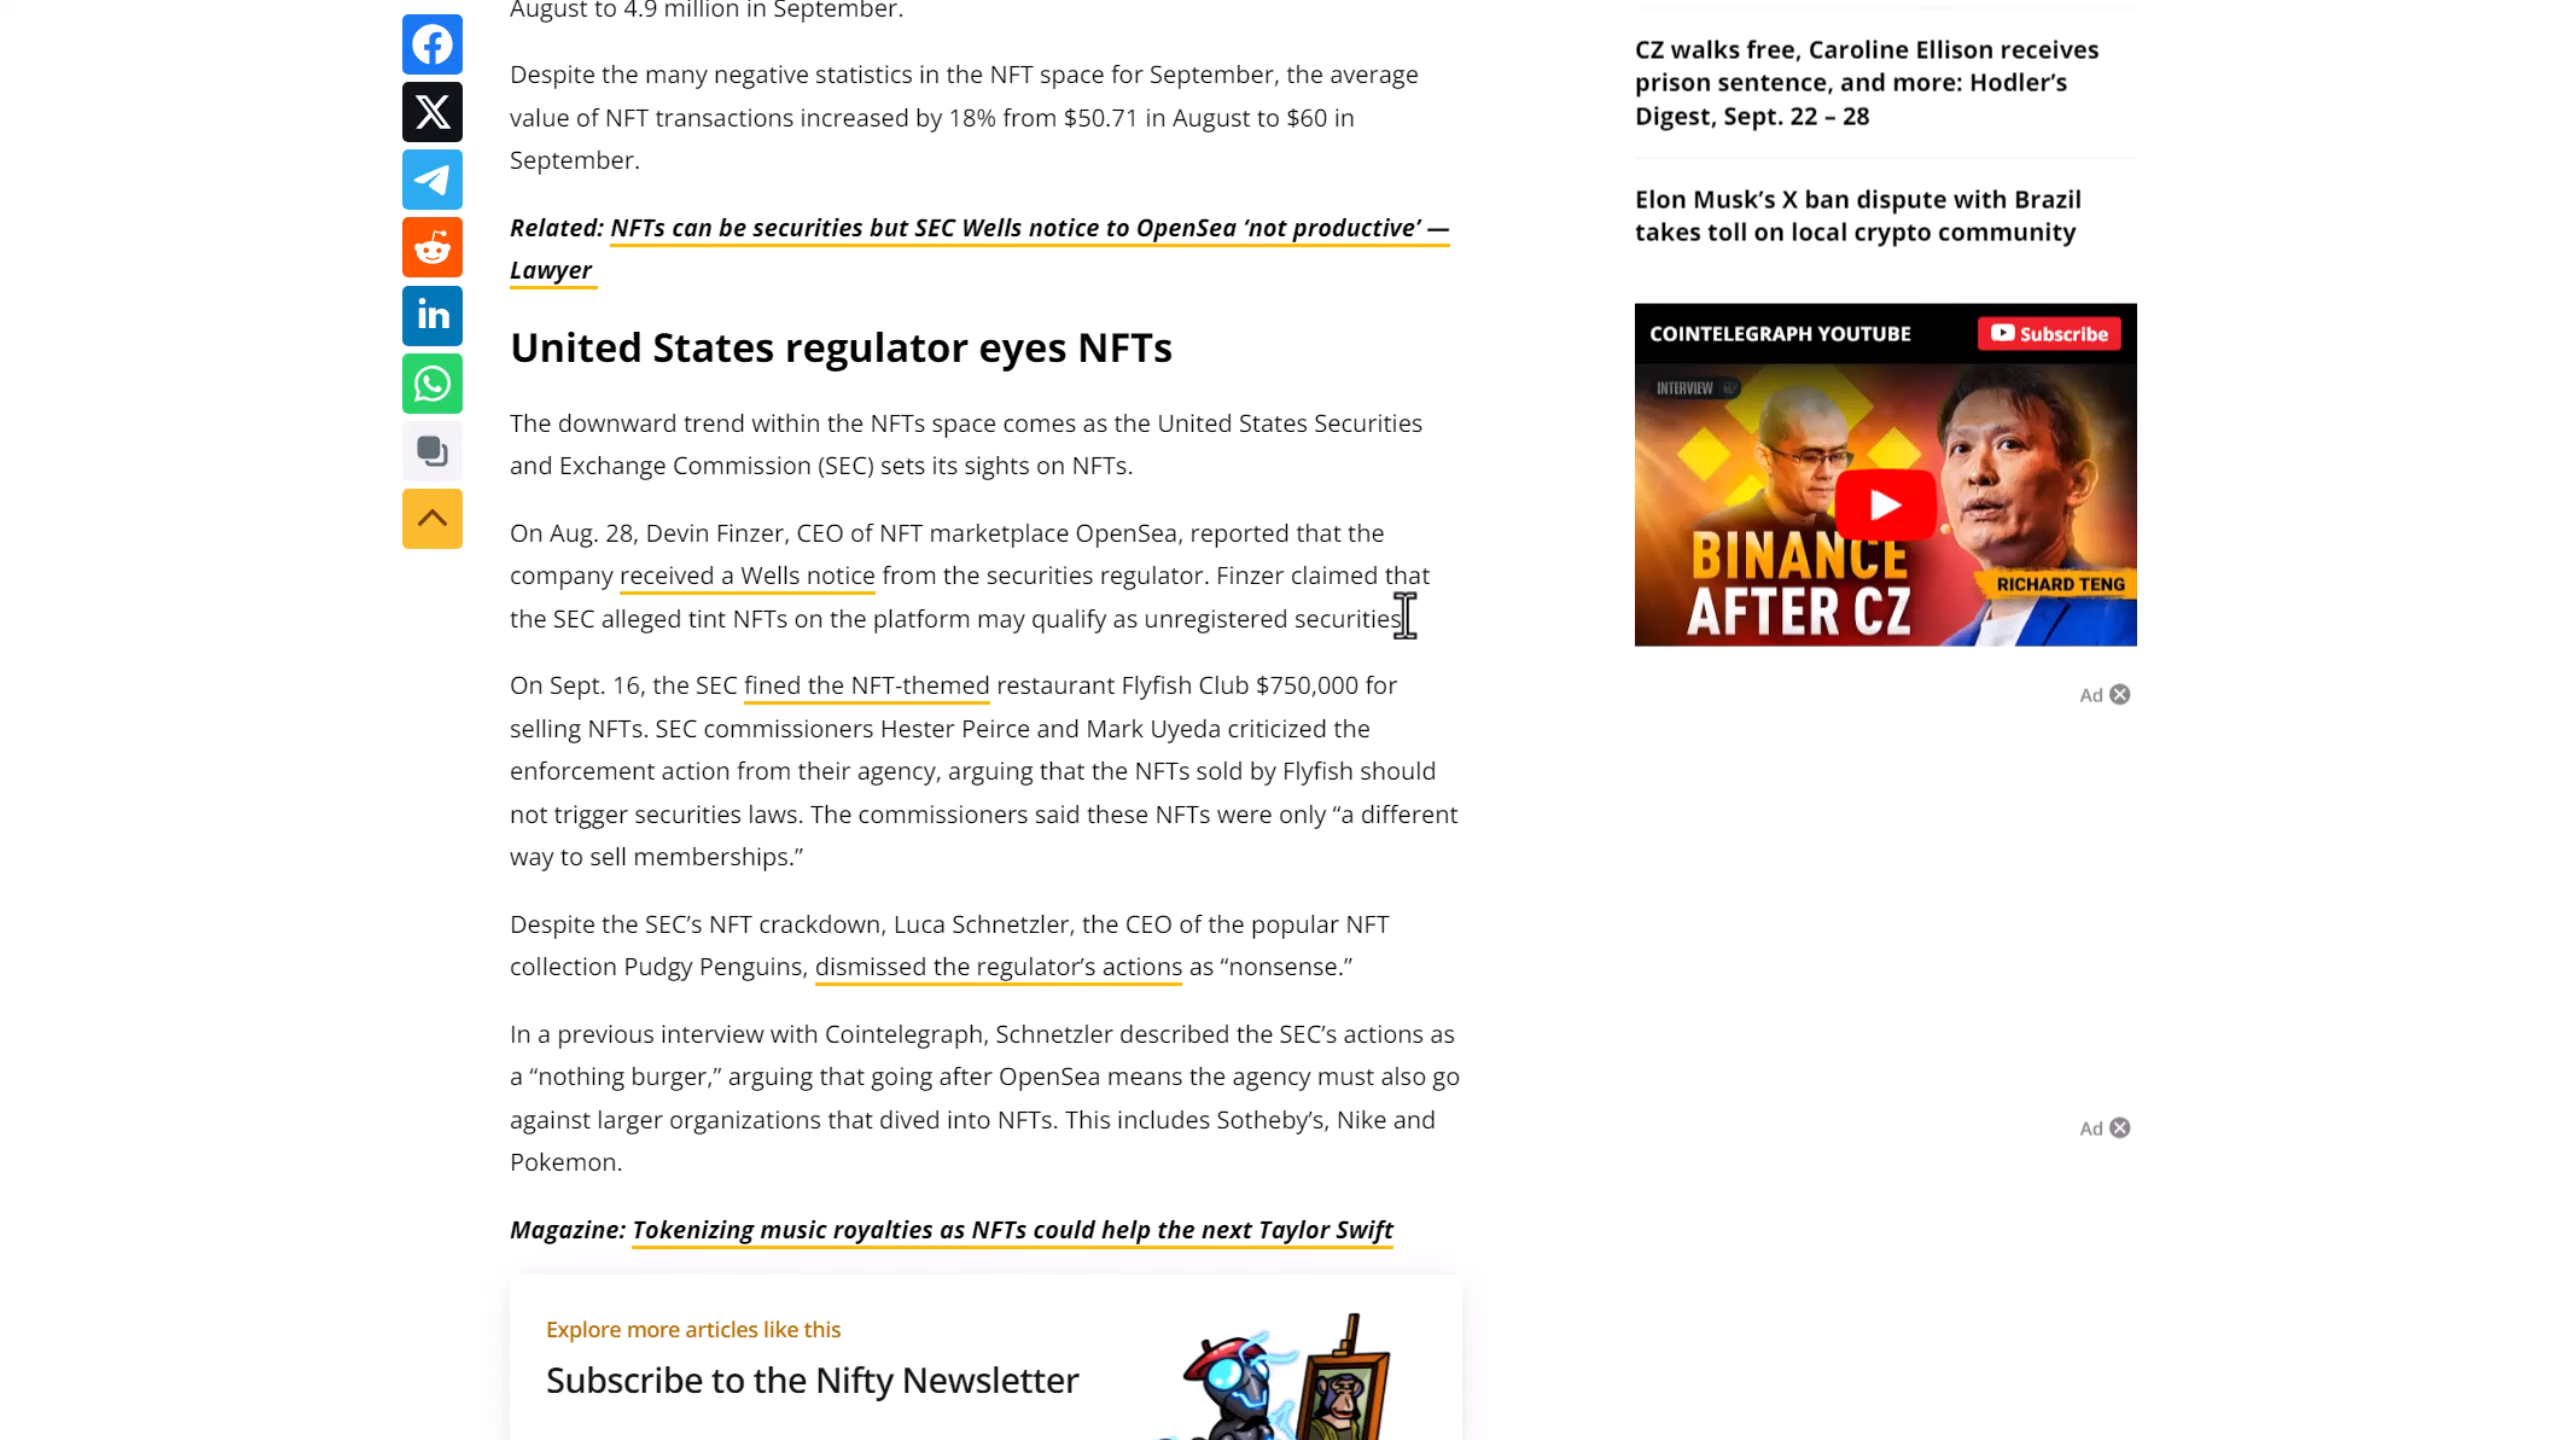 August to 4.9 million in September.
Despite the many negative statistics in the NFT space for September, the average
value of NFT transactions increased by 18% from $50.71 in August to $60 in
September.
Related: NFTs can be securities but SEC Wells notice to OpenSea ‘not productive’ —
Lawyer
United States regulator eyes NFTs
The downward trend within the NFTs space comes as the United States Securities
and Exchange Commission (SEC) sets its sights on NFTs.
On Aug. 28, Devin Finzer, CEO of NFT marketplace OpenSea, reported that the
company received a Wells notice from the securities regulator. Finzer claimed that
the SEC alleged tint NFTs on the platform may qualify as unregistered securities
On Sept. 16, the SEC fined the NFT-themed restaurant Flyfish Club $750,000 for
selling NFTs. SEC commissioners Hester Peirce and Mark Uyeda criticized the
enforcement action from their agency, arguing that the NFTs sold by Flyfish should
not trigger securities laws. The commissioners said these NFTs were only “a different
way to sell memberships.”
Despite the SEC’s NFT crackdown, Luca Schnetzler, the CEO of the popular NFT
collection Pudgy Penguins, dismissed the regulator’s actions as “nonsense.”
In a previous interview with Cointelegraph, Schnetzler described the SEC’s actions as
a “nothing burger,” arguing that going after OpenSea means the agency must also go
against larger organizations that dived into NFTs. This includes Sotheby’s, Nike and
Pokemon.
Magazine: Tokenizing music royalties as NFTs could help the next Taylor Swift
Explore more articles like this
Subscribe to the Nifty Newsletter
CZ walks free, Caroline Ellison receives
prison sentence, and more: Hodler’s
Digest, Sept. 22 – 28
Elon Musk’s X ban dispute with Brazil
takes toll on local crypto community
COINTELEGRAPH YOUTUBE
Subscribe
INTERVIEW
BINANCE
AFTER CZ
RICHARD TENG
Ad
Ad